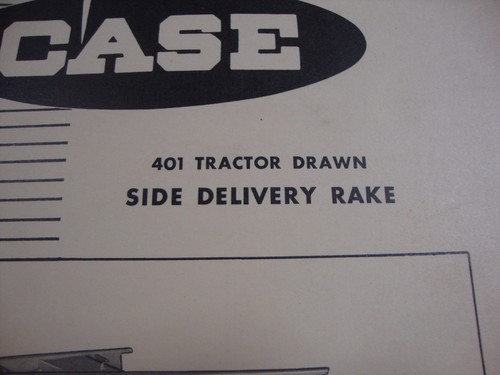 CASE
401 TRACTOR DRAWN
SIDE DELIVERY RAKE